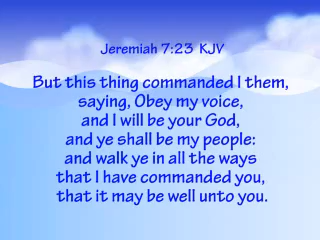 Jeremiah 7:23 KJV
But this thing commanded I them,
saying, Obey my voice,
and I will be your God,
and ye shall be my people:
and walk ye in all the ways
that I have commanded you,
that it may be well unto you.